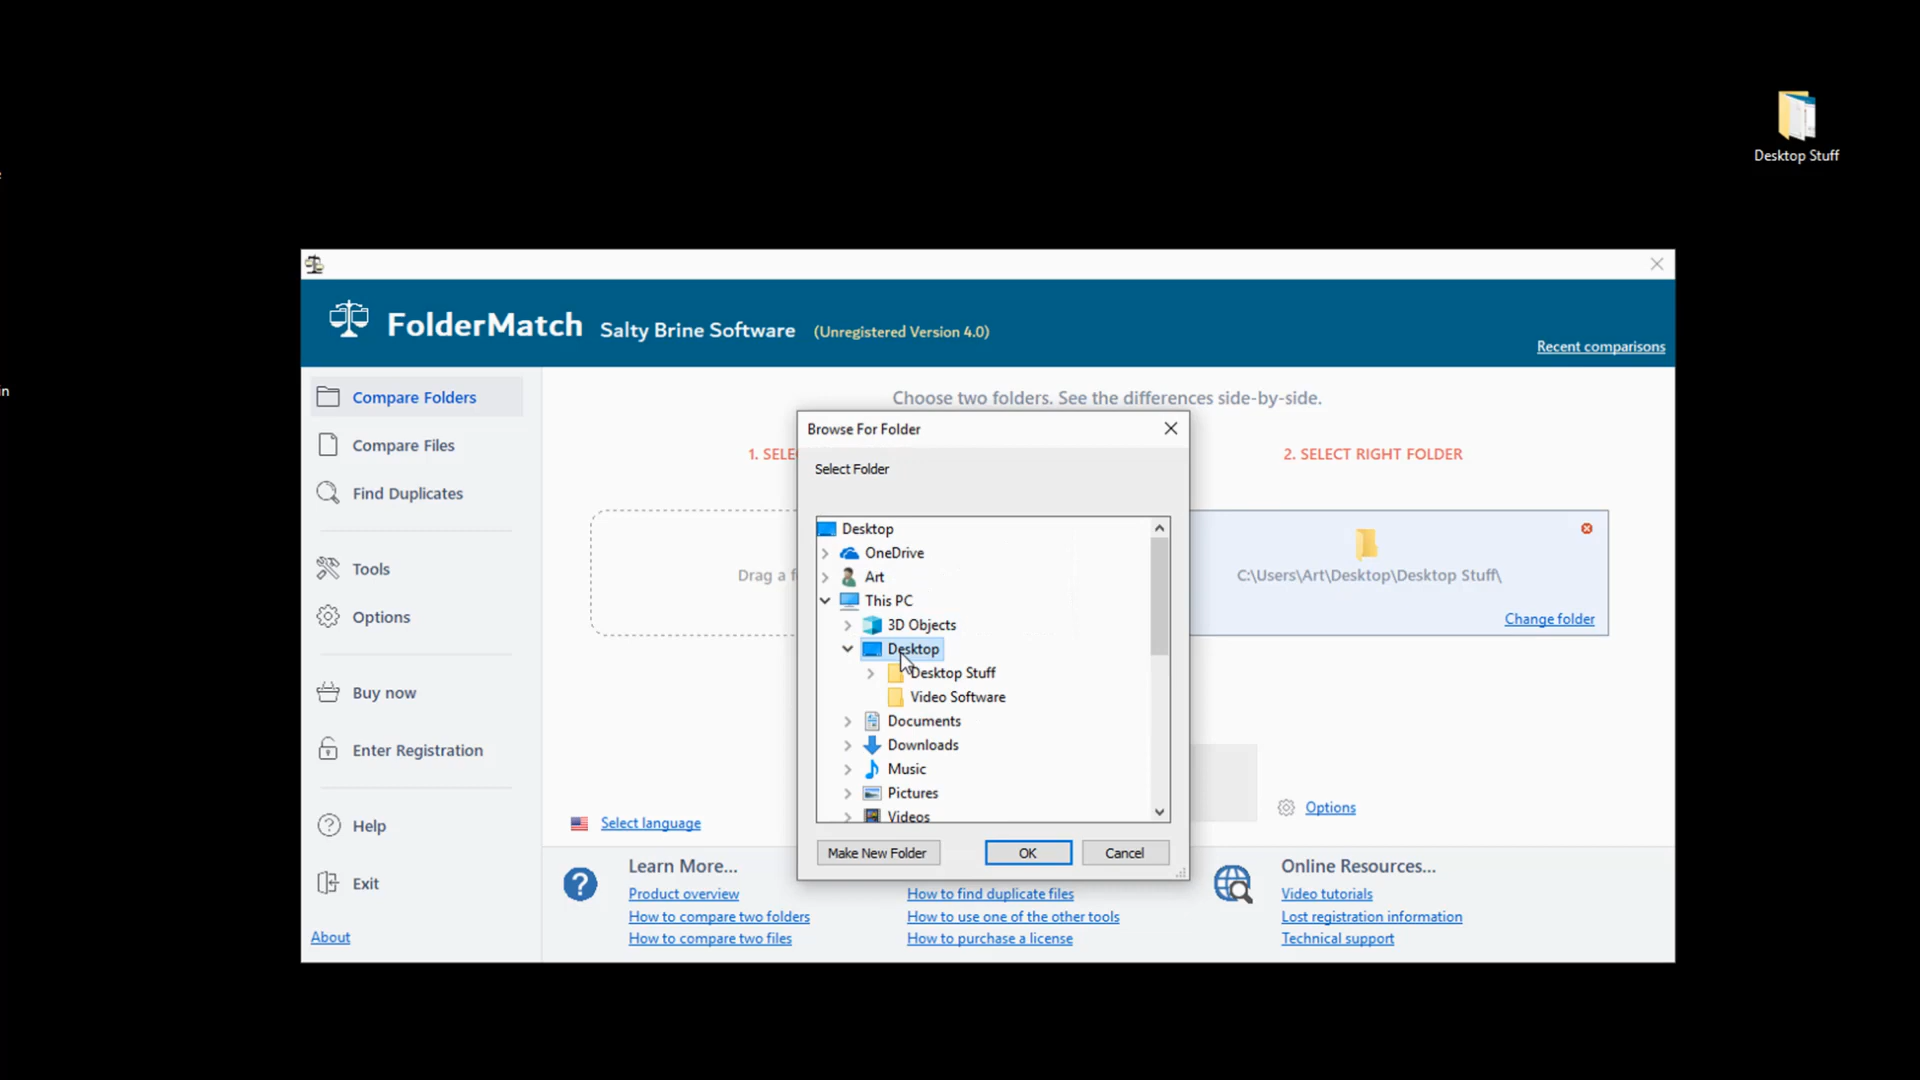 Desktop Stuff
in
FolderMatch Salty Brine Software (Unregistered Version 4.0)
Recent comparisons
Compare Folders
Compare Files
Find Duplicates
Tools
Options
Buy now
Enter Registration
Help
Exit
About
Choose two folders. See the differences side-by-side.
1. SELE
2. SELECT RIGHT FOLDER
Drag a f
C:\Users\Art\Desktop\Desktop Stuff\
Change folder
Browse For Folder
Select Folder
Desktop
OneDrive
Art
This PC
3D Objects
Desktop
Desktop Stuff
Video Software
Documents
Downloads
Music
Pictures
Videos
Make New Folder
OK
Cancel
Select language
Options
Learn More...
Product overview
How to compare two folders
How to compare two files
How to find duplicate files
How to use one of the other tools
How to purchase a license
Online Resources...
Video tutorials
Lost registration information
Technical support